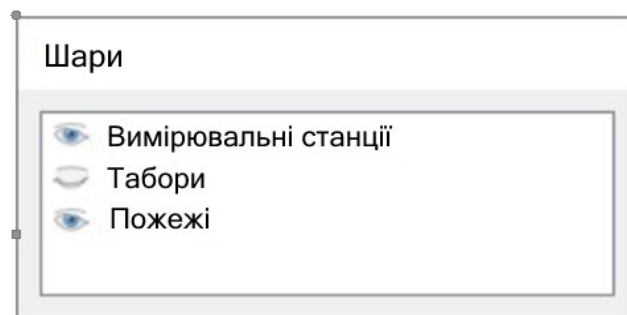 Шари
Вимірювальні станції
Табори
Пожежі